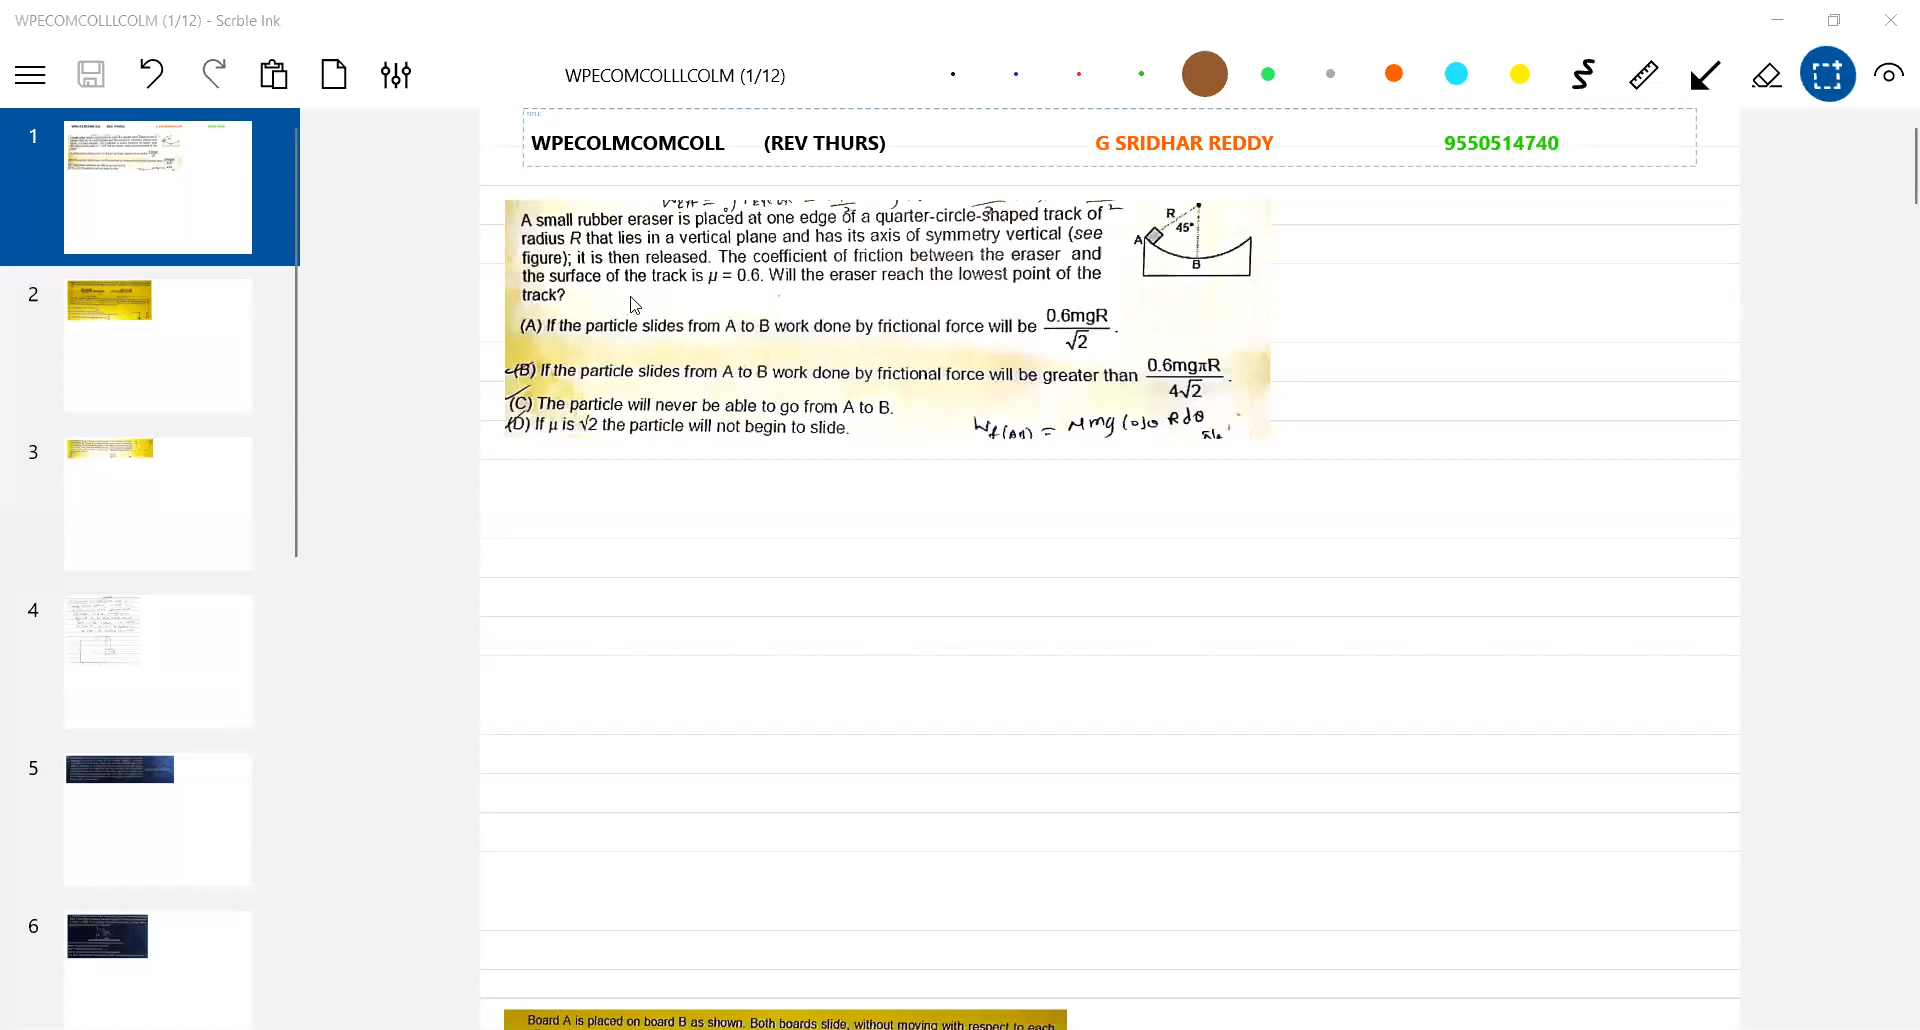 WPECOMCOLLLCOLM (1/12) - Scrble Ink
WPECOMCOLLLCOLM (1/12)
TITLE
WPECOLMCOMCOLL (REV THURS) G SRIDHAR REDDY 9550514740
A small rubber eraser is placed at one edge of a quarter-circle-shaped track of
radius R that lies in a vertical plane and has its axis of symmetry vertical (see
figure); it is then released. The coefficient of friction between the eraser and
the surface of the track is μ = 0.6. Will the eraser reach the lowest point of the
track?
R
45°
A
B
(A) If the particle slides from A to B work done by frictional force will be 0.6mgR/√2.
(B) If the particle slides from A to B work done by frictional force will be greater than 0.6mgπR/4√2.
(C) The particle will never be able to go from A to B.
(D) If μ is √2 the particle will not begin to slide.
Board A is placed on board B as shown. Both boards slide, without moving with respect to each
1
2
3
4
5
6